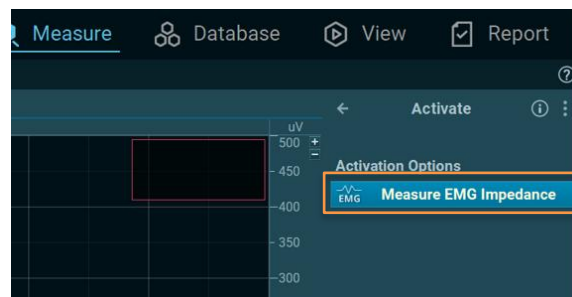 Measure Database View Report
?
← Activate i
uV
500 +
-
450
400
350
300
Activation Options
EMG Measure EMG Impedance